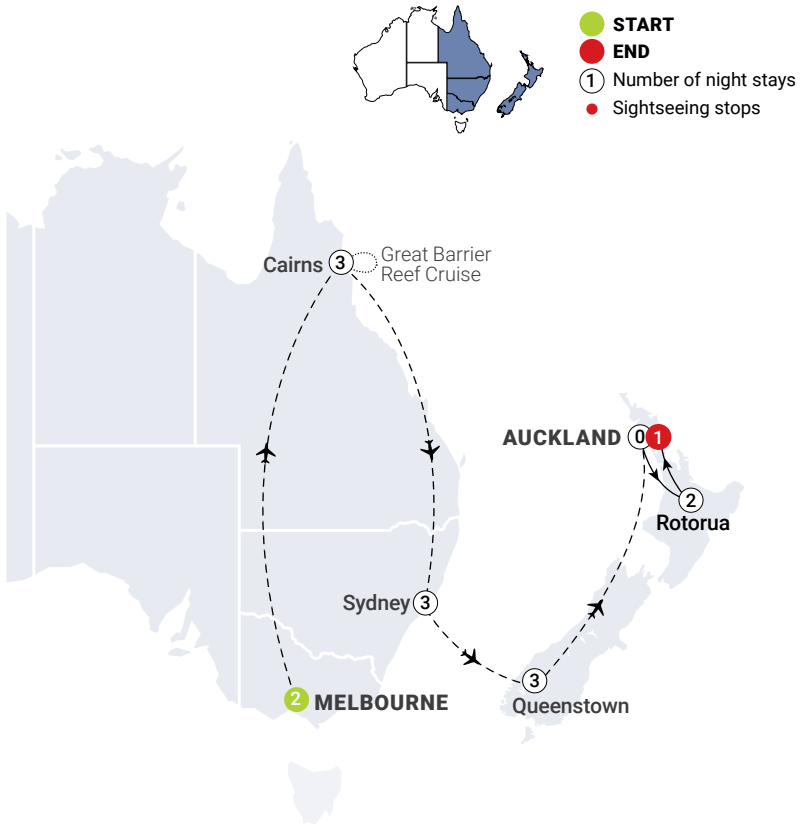 START
END
1 Number of night stays
Sightseeing stops
Cairns 3 Great Barrier
Reef Cruise
AUCKLAND 0 1
2
Rotorua
Sydney 3
3
Queenstown
2 MELBOURNE